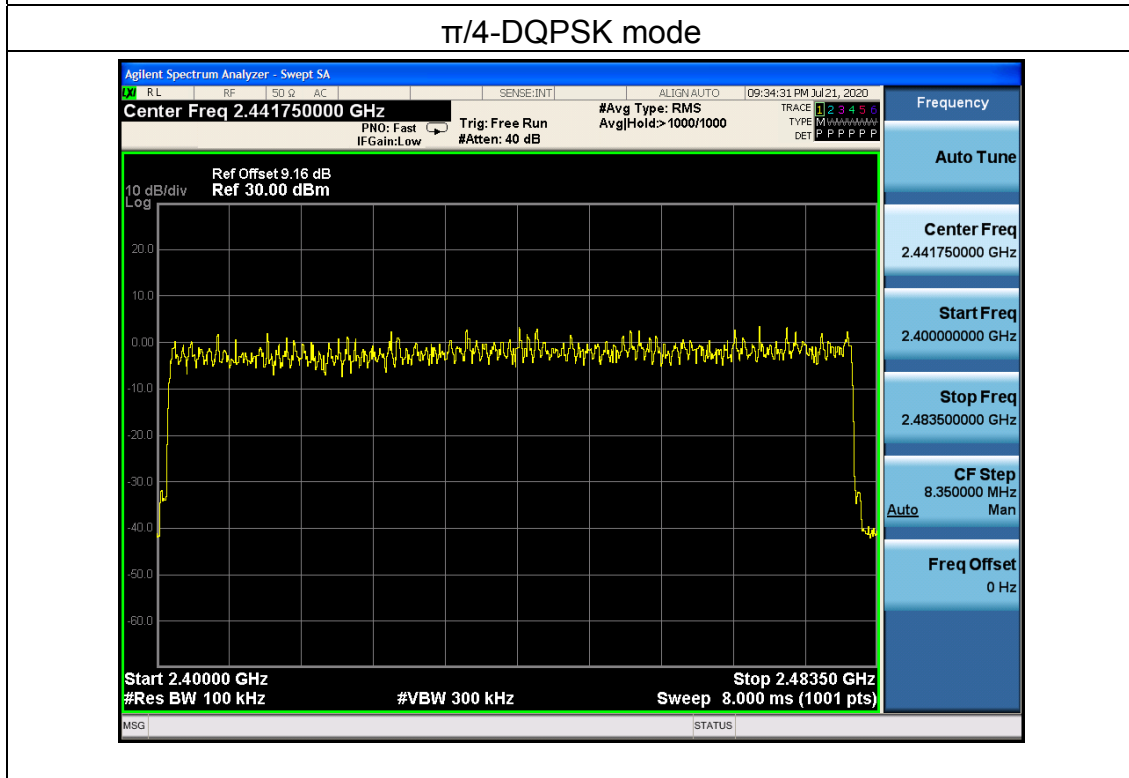 π/4-DQPSK mode
Agilent Spectrum Analyzer - Swept SA
LXI RL RF 50 Ω AC SENSE:INT ALIGN AUTO 09:34:31 PM Jul 21, 2020
Center Freq 2.441750000 GHz
PNO: Fast
IFGain:Low
Trig: Free Run
#Atten: 40 dB
#Avg Type: RMS
Avg|Hold:>1000/1000
TRACE 1 2 3 4 5 6
TYPE M WWWWW
DET P P P P P P
Ref Offset 9.16 dB
10 dB/div Ref 30.00 dBm
Log
20.0
10.0
0.00
-10.0
-20.0
-30.0
-40.0
-50.0
-60.0
Start 2.40000 GHz Stop 2.48350 GHz
#Res BW 100 kHz #VBW 300 kHz Sweep 8.000 ms (1001 pts)
MSG STATUS
Frequency
Auto Tune
Center Freq
2.441750000 GHz
Start Freq
2.400000000 GHz
Stop Freq
2.483500000 GHz
CF Step
8.350000 MHz
Auto Man
Freq Offset
0 Hz